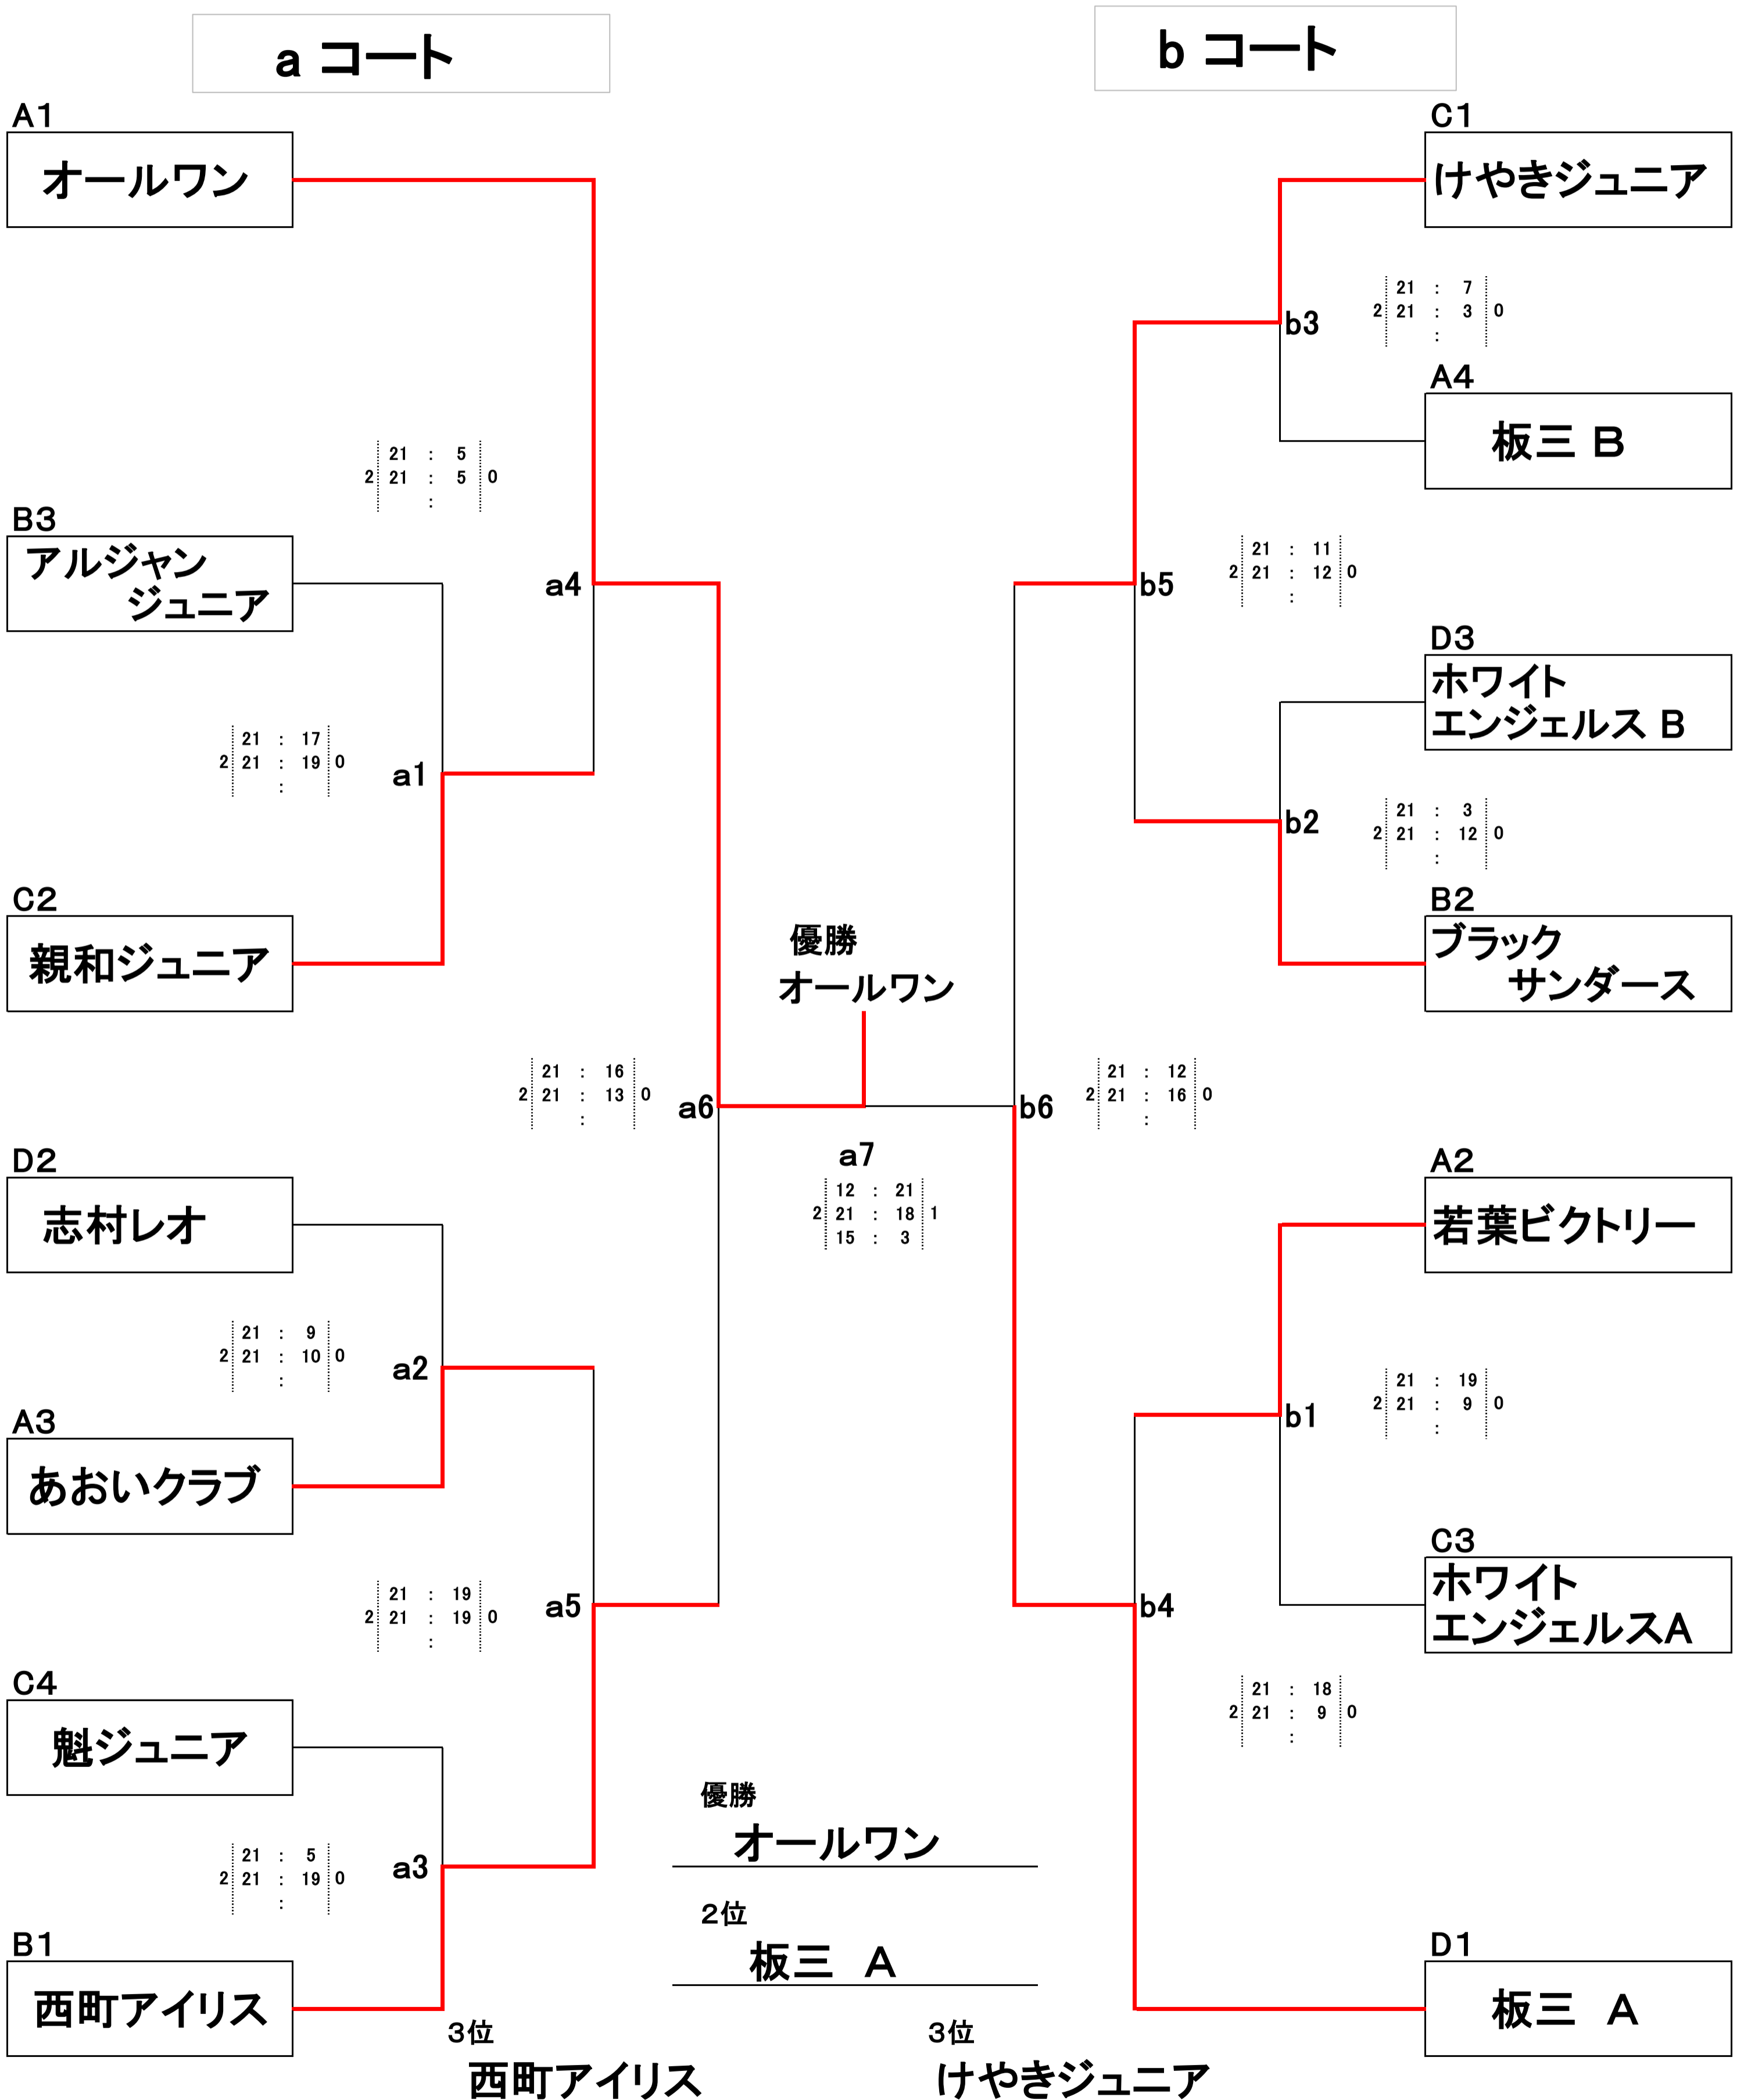 a コート
b コート
A1
オールワン
C1
けやきジュニア
21 : 7
2 21 : 3 0
:
b3
A4
板三 B
21 : 5
2 21 : 5 0
:
B3
アルジャン
ジュニア
a4
21 : 11
2 21 : 12 0
:
b5
D3
ホワイト
エンジェルス B
21 : 17
2 21 : 19 0
:
a1
21 : 3
2 21 : 12 0
:
b2
C2
親和ジュニア
B2
ブラック
サンダース
優勝
オールワン
21 : 16
2 21 : 13 0
:
a6
b6
21 : 12
2 21 : 16 0
:
a7
12 : 21
2 21 : 18 1
15 : 3
D2
志村レオ
A2
若葉ビクトリー
21 : 9
2 21 : 10 0
:
a2
21 : 19
2 21 : 9 0
:
b1
A3
あおいクラブ
C3
ホワイト
エンジェルスA
21 : 19
2 21 : 19 0
:
a5
b4
21 : 18
2 21 : 9 0
:
C4
魁ジュニア
21 : 5
2 21 : 19 0
:
a3
B1
西町アイリス
D1
板三 A
優勝
オールワン
2位
板三 A
3位
西町アイリス
3位
けやきジュニア